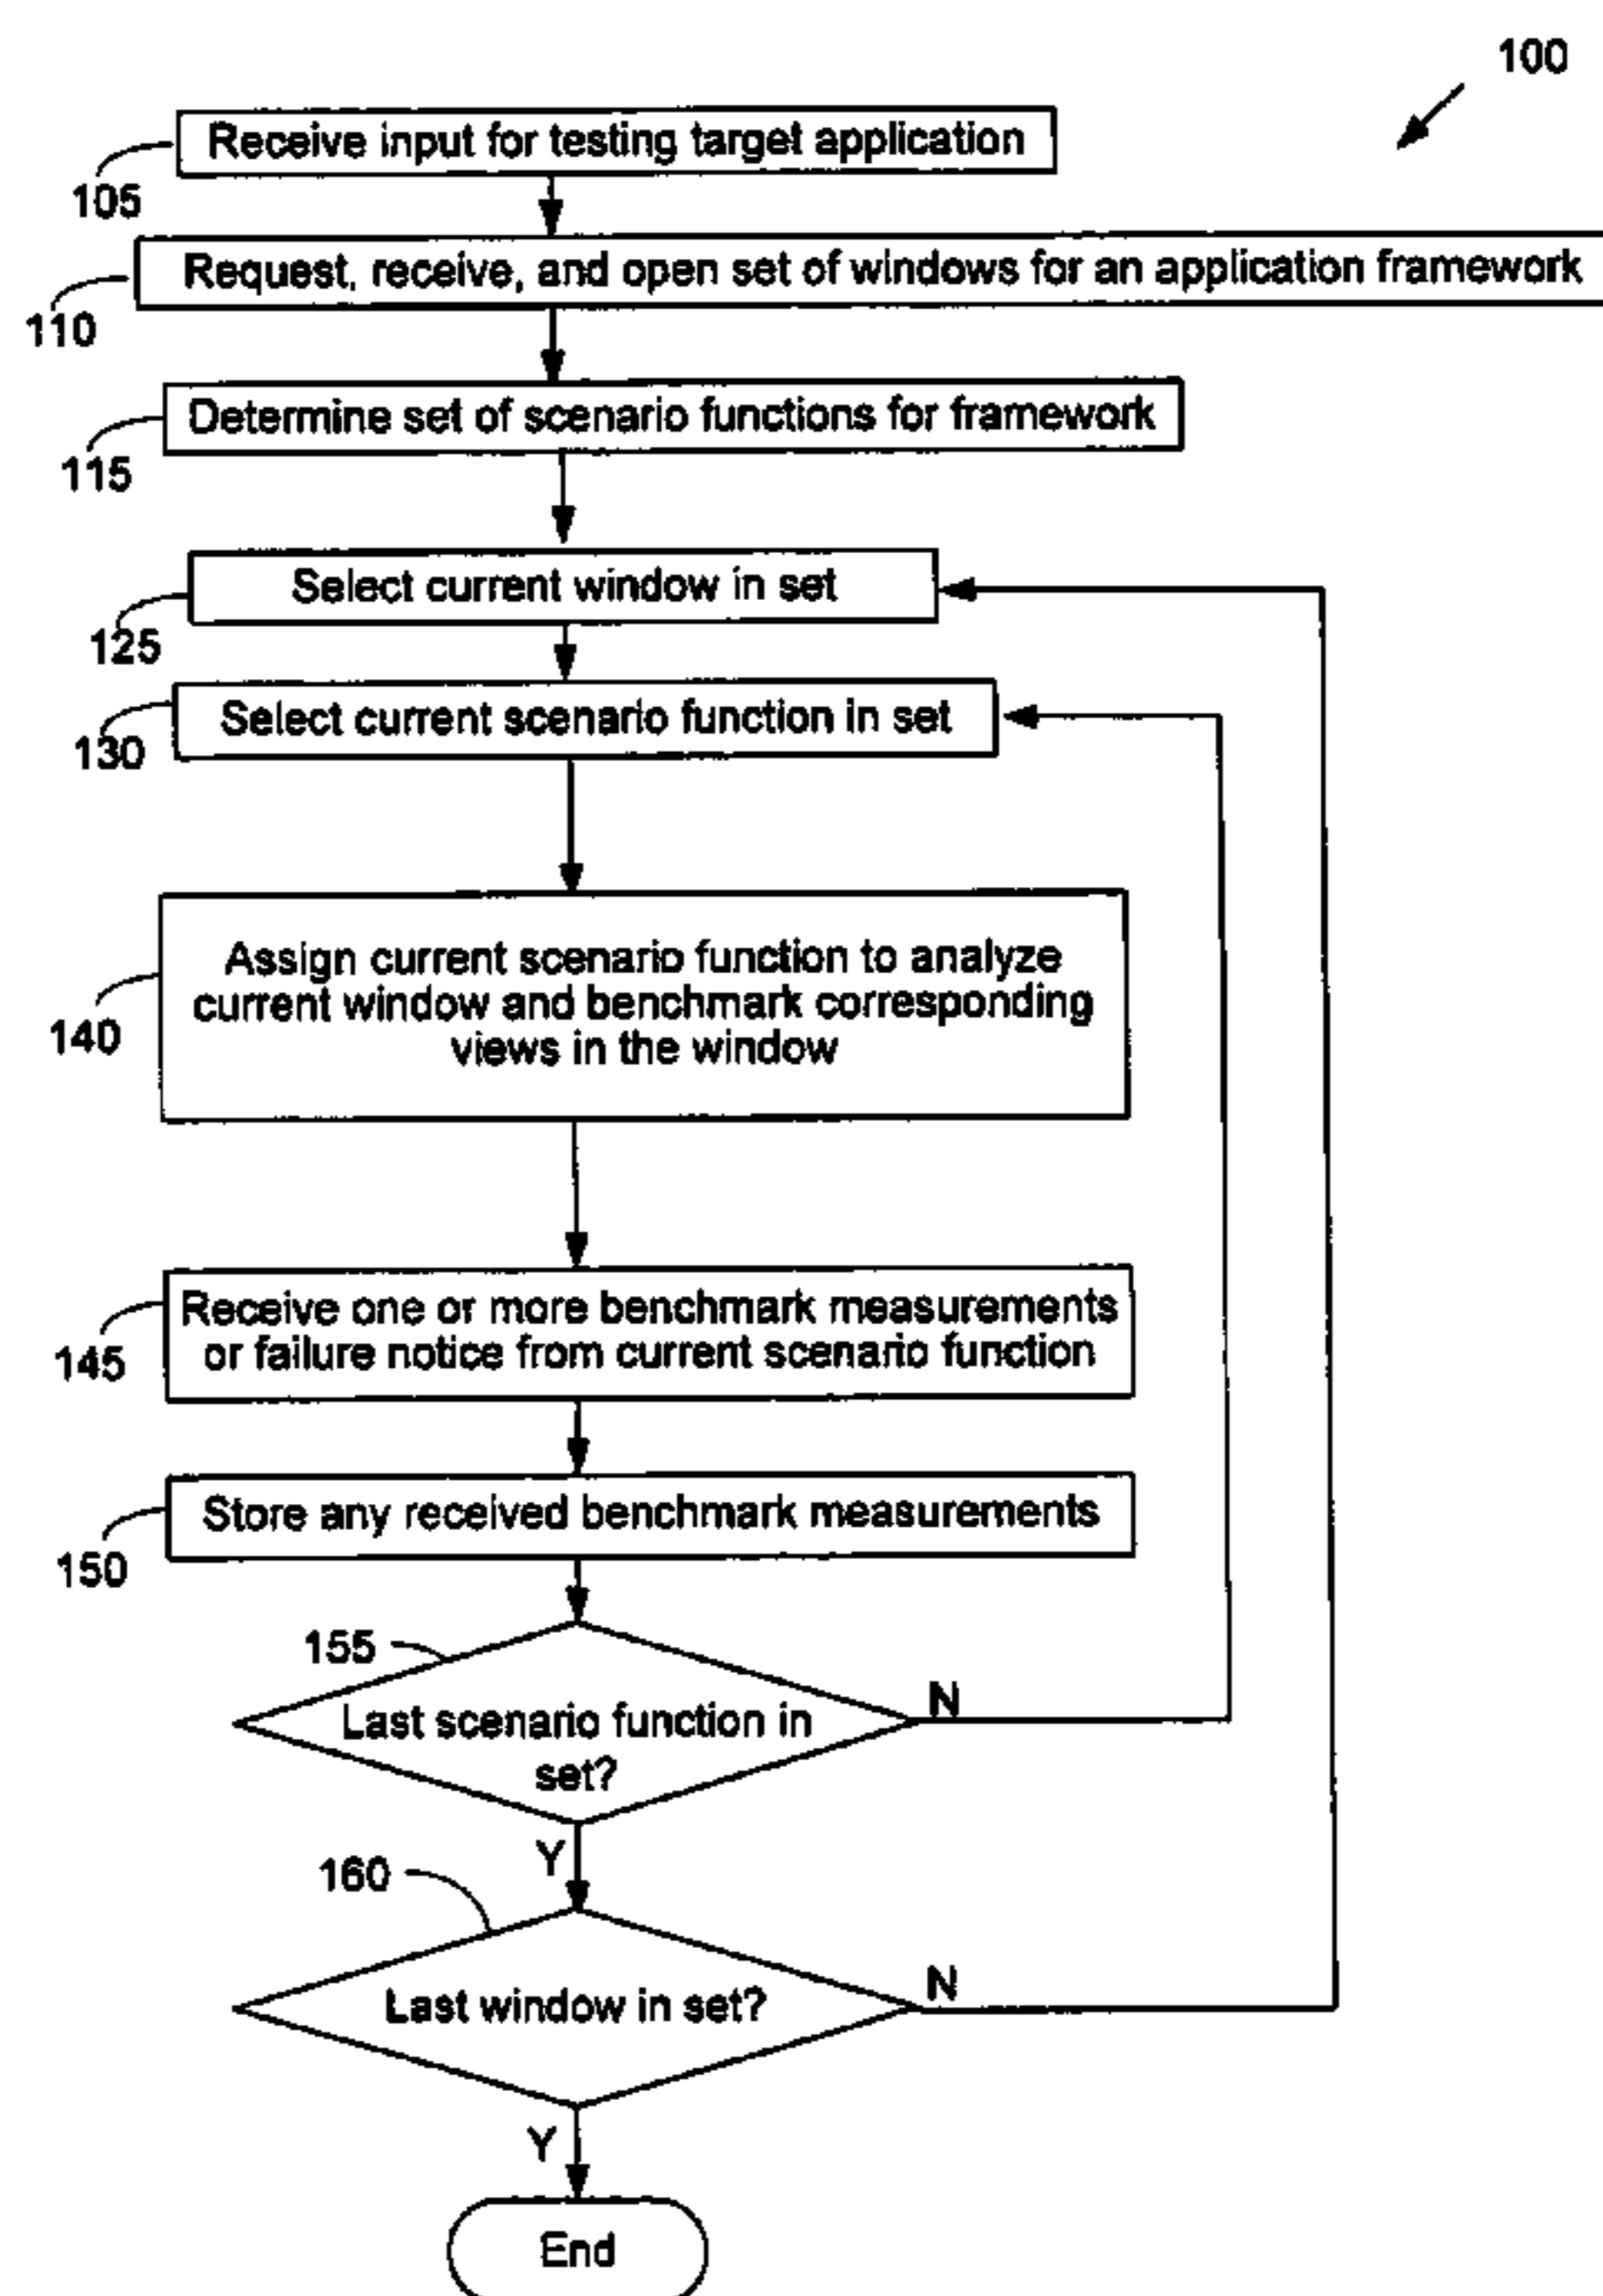 100
Receive input for testing target application
105
Request, receive, and open set of windows for an application framework
110
Determine set of scenario functions for framework
115
Select current window in set
125
Select current scenario function in set
130
Assign current scenario function to analyze
current window and benchmark corresponding
views in the window
140
Receive one or more benchmark measurements
or failure notice from current scenario function
145
Store any received benchmark measurements
150
155
Last scenario function in
set?
N
Y
160
Last window in set?
N
Y
End